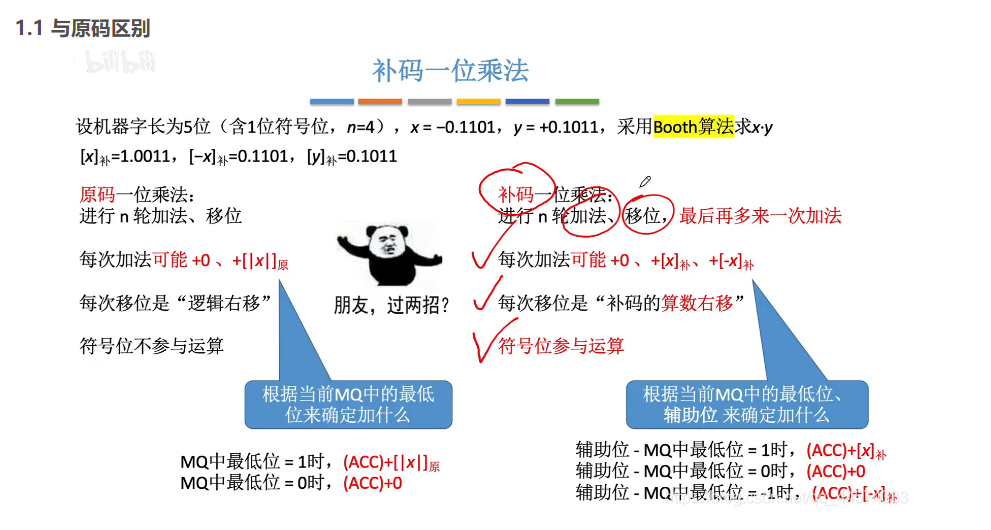 1.1 与原码区别
bilibili
补码一位乘法
设机器字长为5位（含1位符号位，n=4），x = −0.1101，y = +0.1011，采用Booth算法求x·y
[x]补=1.0011，[−x]补=0.1101，[y]补=0.1011
原码一位乘法：
进行 n 轮加法、移位
每次加法可能 +0 、+[|x|]原
每次移位是“逻辑右移”
符号位不参与运算
根据当前MQ中的最低
位来确定加什么
MQ中最低位 = 1时，(ACC)+[|x|]原
MQ中最低位 = 0时，(ACC)+0
朋友，过两招？
补码一位乘法：
进行 n 轮加法、移位，最后再多来一次加法
每次加法可能 +0 、+[x]补、+[-x]补
每次移位是“补码的算数右移”
符号位参与运算
根据当前MQ中的最低位、
辅助位 来确定加什么
辅助位 - MQ中最低位 = 1时，(ACC)+[x]补
辅助位 - MQ中最低位 = 0时，(ACC)+0
辅助位 - MQ中最低位 = -1时，(ACC)+[-x]补